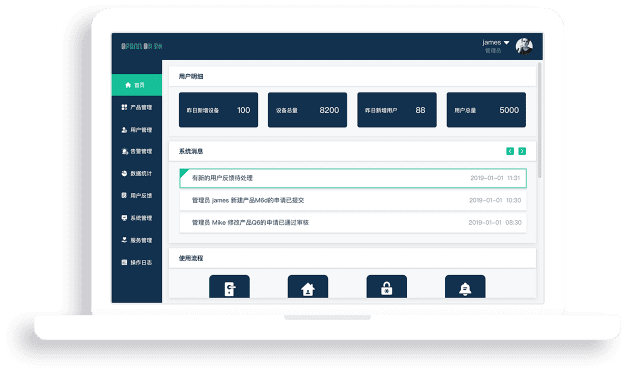 james
管理员
首页
产品管理
用户管理
告警管理
数据统计
用户反馈
系统管理
服务管理
操作日志
用户明细
昨日新增设备 100
设备总量 8200
昨日新增用户 88
用户总量 5000
系统消息
有新的用户反馈待处理 2019-01-01 11:31
管理员 james 新建产品M6d的申请已提交 2019-01-01 10:30
管理员 Mike 修改产品Q6的申请已通过审核 2019-01-01 08:30
使用流程